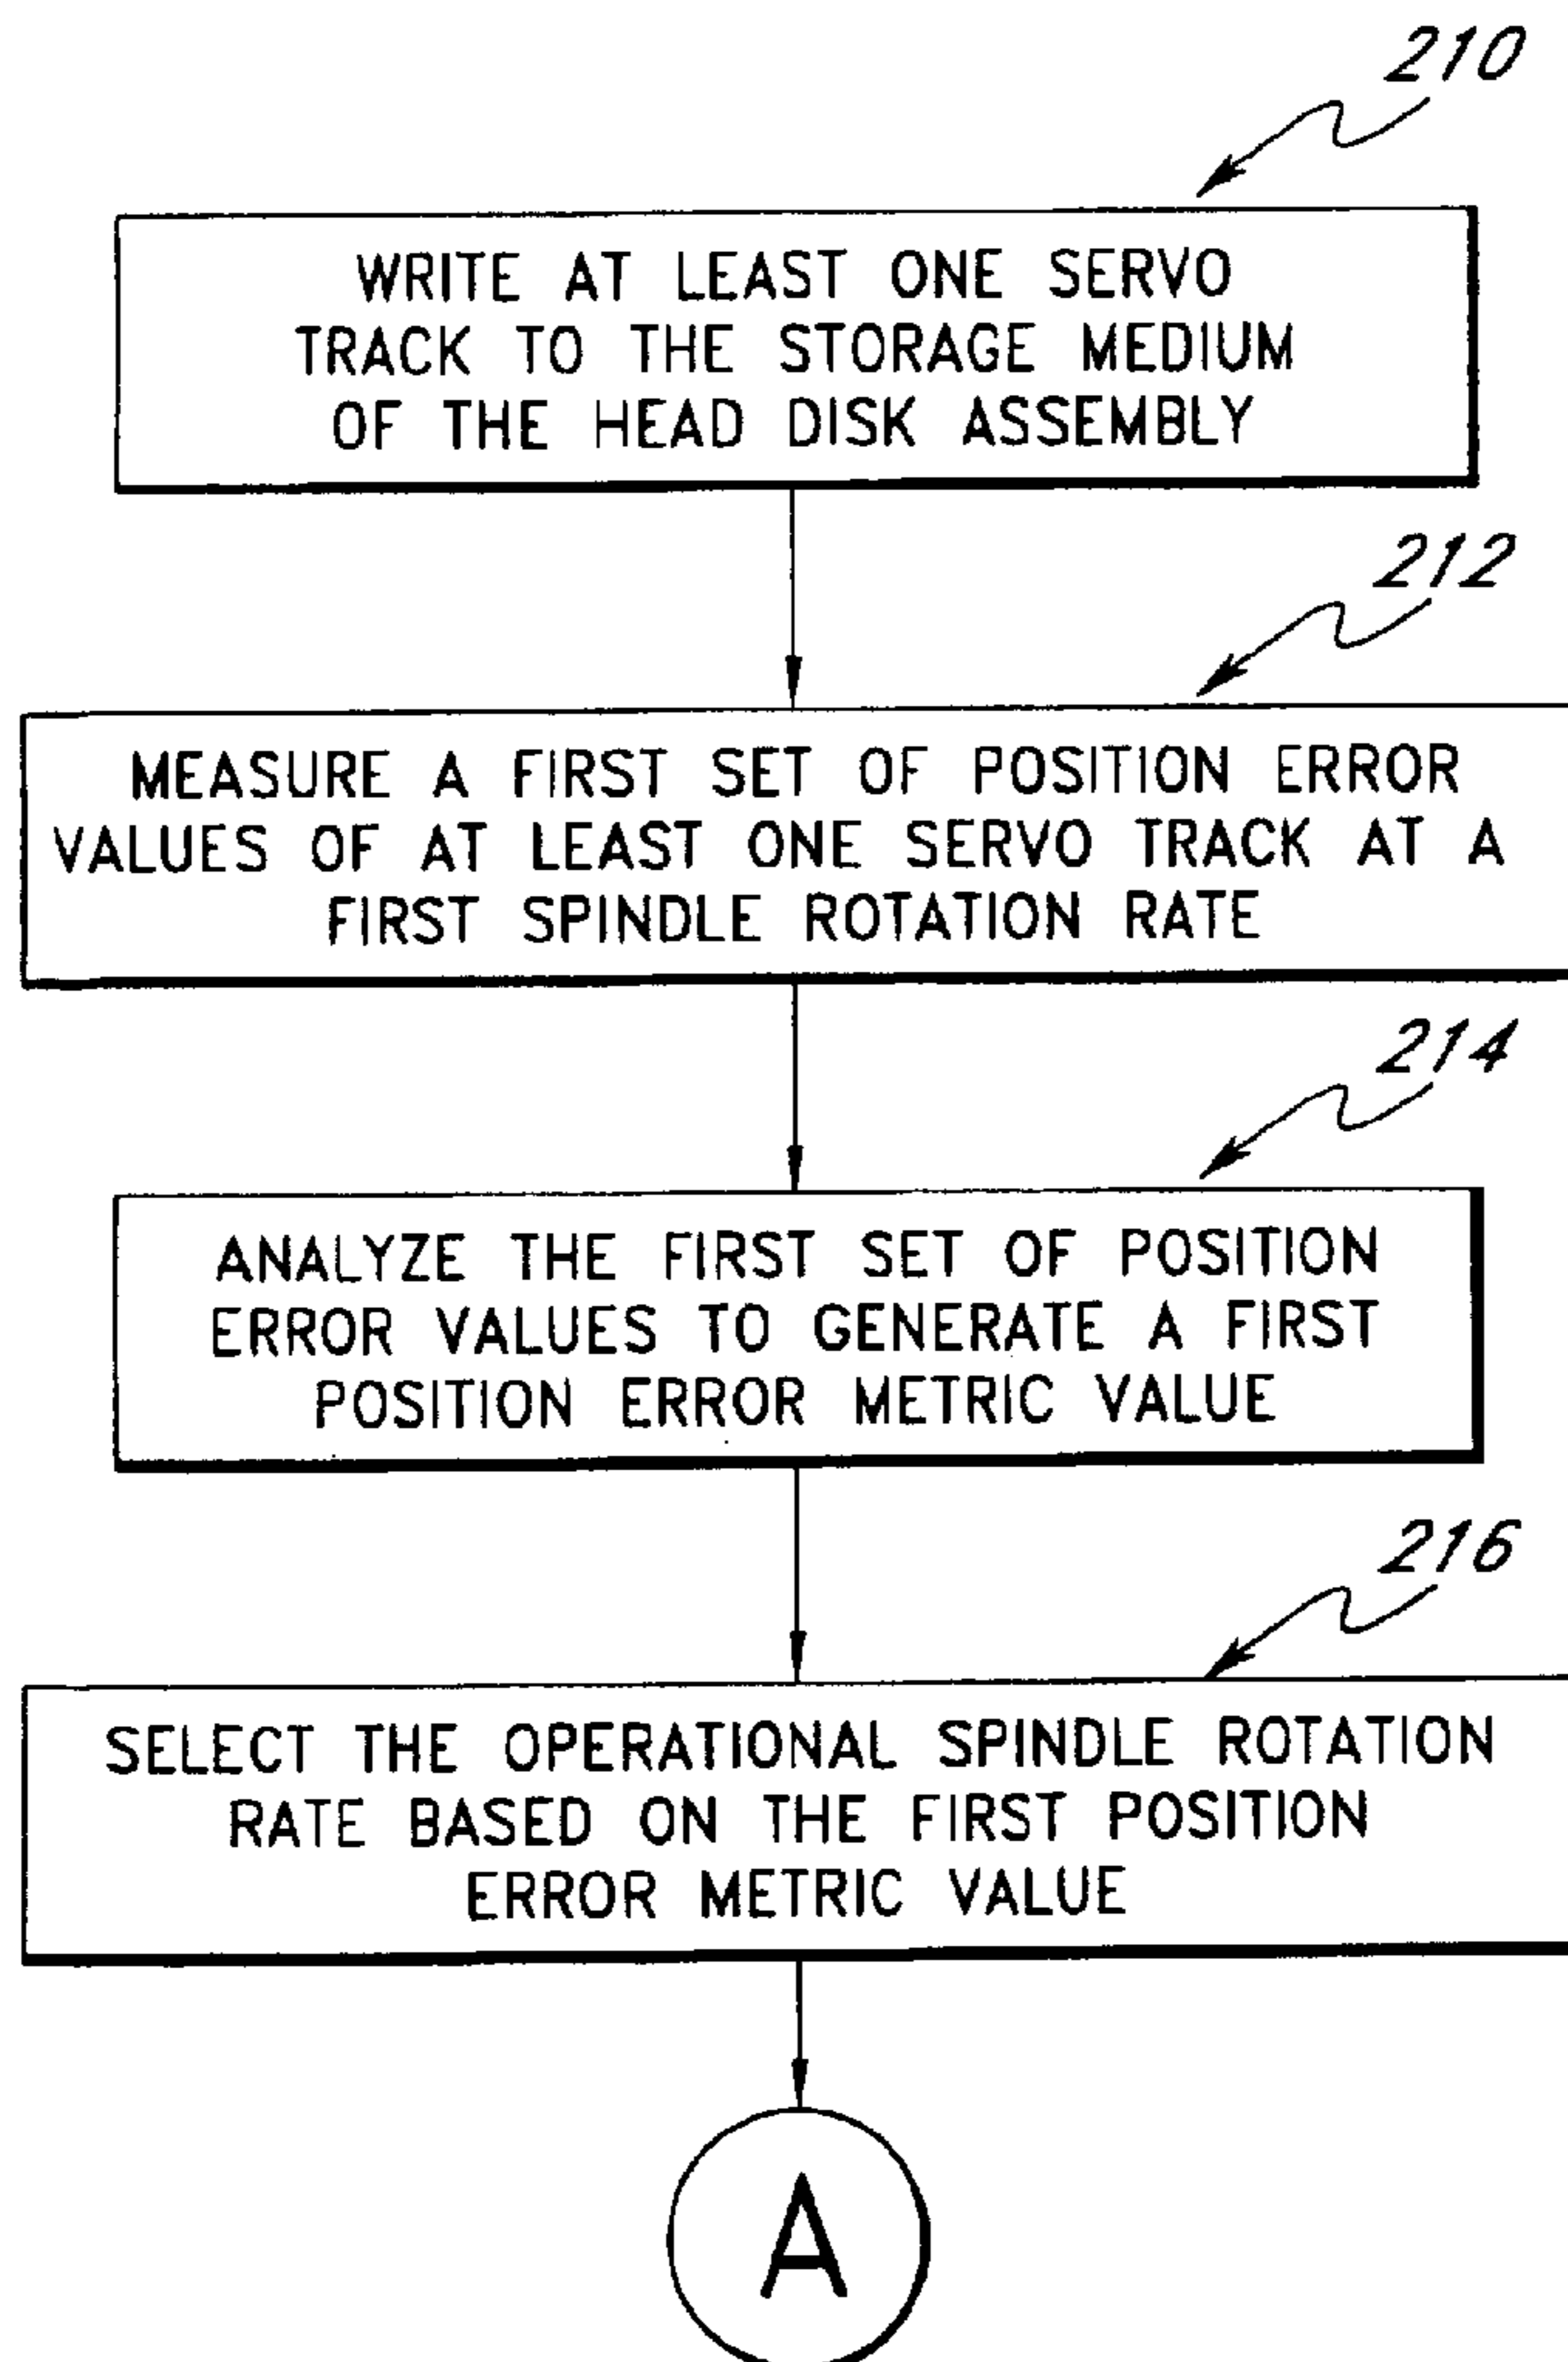 210
WRITE AT LEAST ONE SERVO
TRACK TO THE STORAGE MEDIUM
OF THE HEAD DISK ASSEMBLY
212
MEASURE A FIRST SET OF POSITION ERROR
VALUES OF AT LEAST ONE SERVO TRACK AT A
FIRST SPINDLE ROTATION RATE
214
ANALYZE THE FIRST SET OF POSITION
ERROR VALUES TO GENERATE A FIRST
POSITION ERROR METRIC VALUE
216
SELECT THE OPERATIONAL SPINDLE ROTATION
RATE BASED ON THE FIRST POSITION
ERROR METRIC VALUE
A